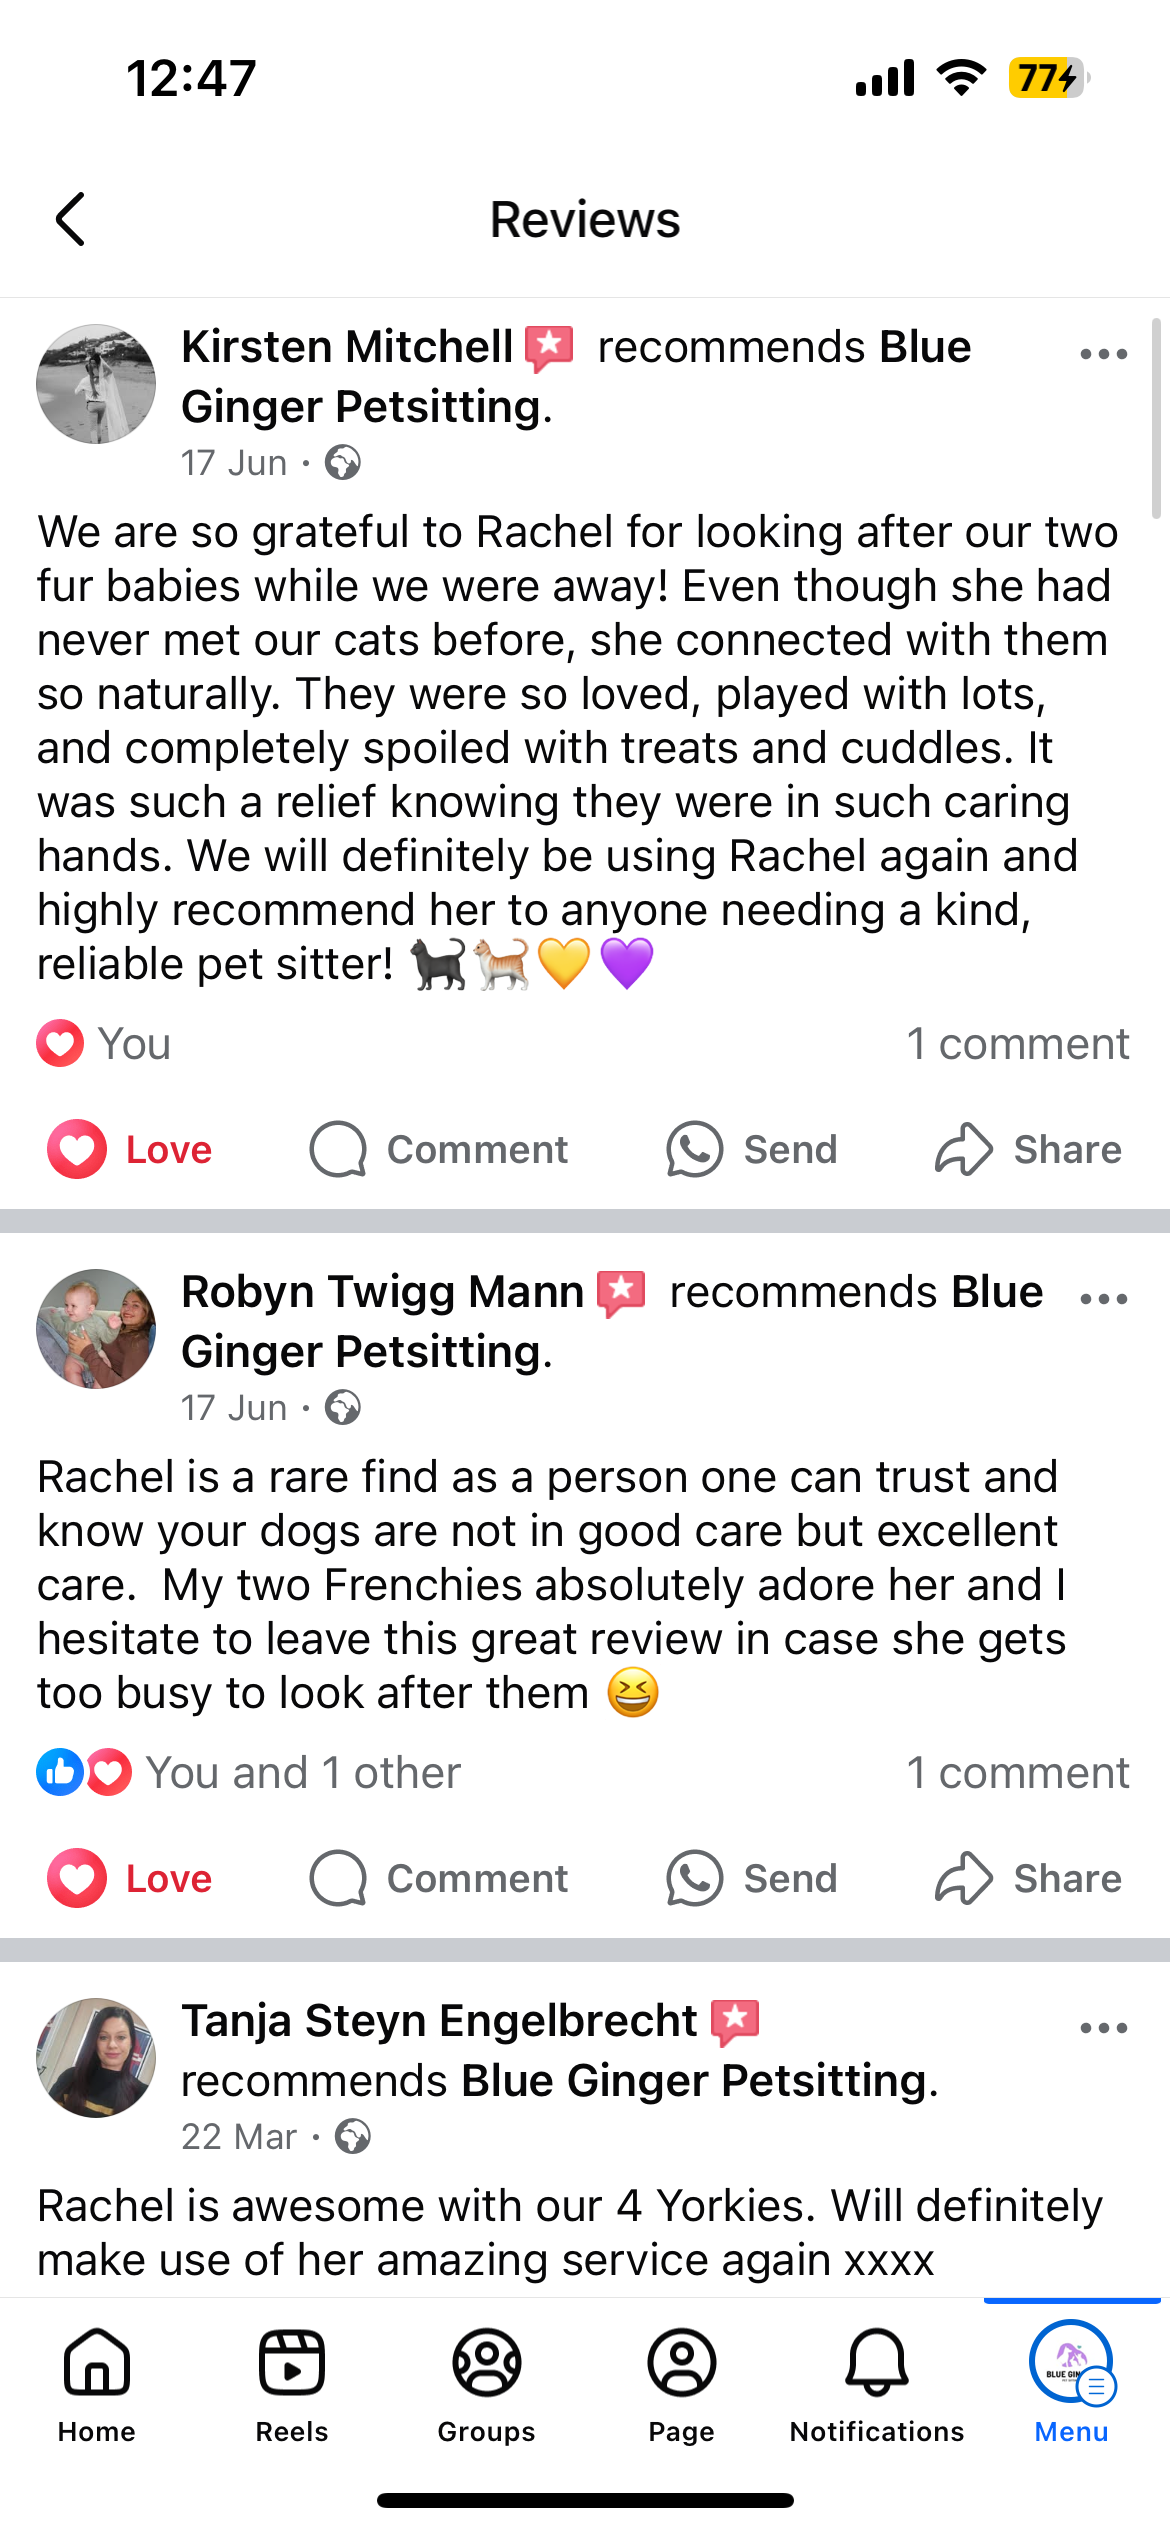 12:47
77
Reviews
Kirsten Mitchell recommends Blue
Ginger Petsitting.
17 Jun ·
We are so grateful to Rachel for looking after our two
fur babies while we were away! Even though she had
never met our cats before, she connected with them
so naturally. They were so loved, played with lots,
and completely spoiled with treats and cuddles. It
was such a relief knowing they were in such caring
hands. We will definitely be using Rachel again and
highly recommend her to anyone needing a kind,
reliable pet sitter! 🐈‍⬛🐈💛💜
You 1 comment
Love Comment Send Share
Robyn Twigg Mann recommends Blue
Ginger Petsitting.
17 Jun ·
Rachel is a rare find as a person one can trust and
know your dogs are not in good care but excellent
care.  My two Frenchies absolutely adore her and I
hesitate to leave this great review in case she gets
too busy to look after them 😆
You and 1 other 1 comment
Love Comment Send Share
Tanja Steyn Engelbrecht
recommends Blue Ginger Petsitting.
22 Mar ·
Rachel is awesome with our 4 Yorkies. Will definitely
make use of her amazing service again xxxx
BLUE GIN
Home Reels Groups Page Notifications Menu